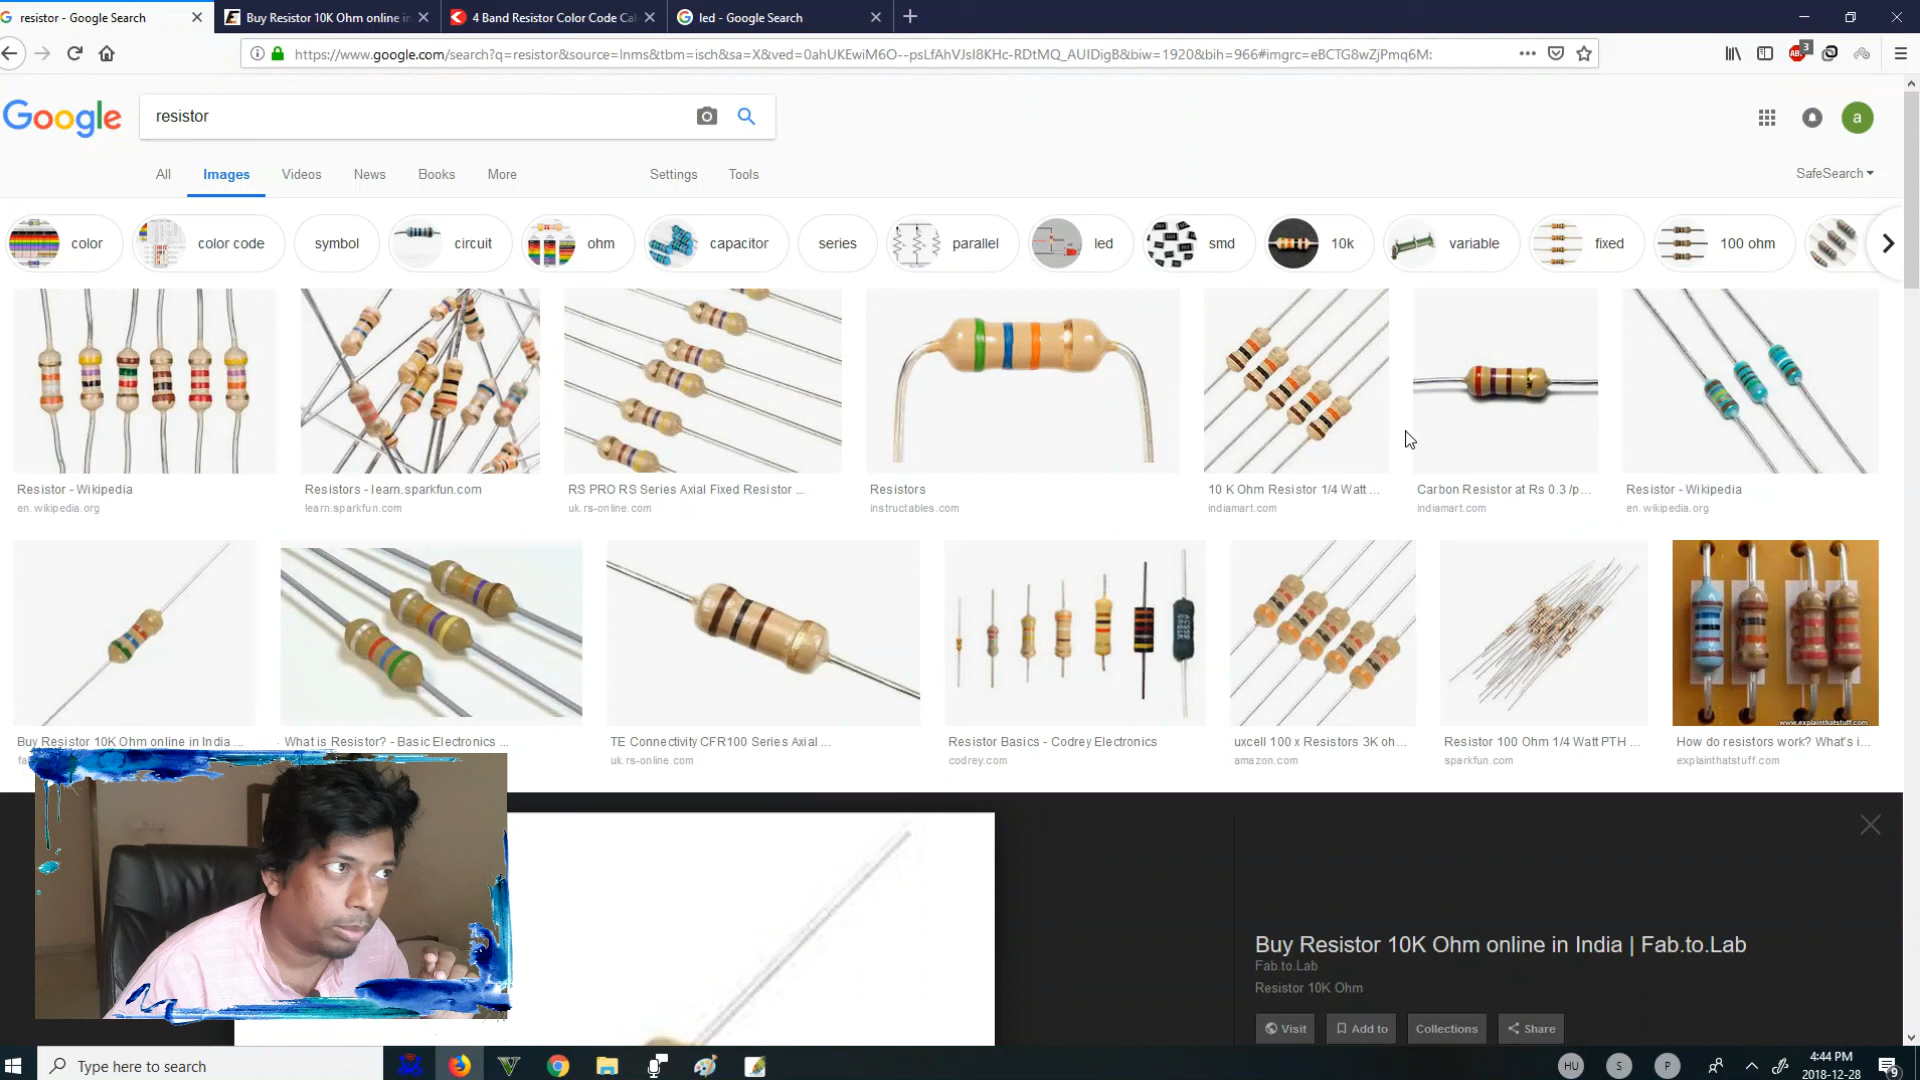 resistor - Google Search
Buy Resistor 10K Ohm online in
4 Band Resistor Color Code Cal
led - Google Search
https://www.google.com/search?q=resistor&source=lnms&tbm=isch&sa=X&ved=0ahUKEwiM6O--psLfAhVJsI8KHc-RDtMQ_AUIDigB&biw=1920&bih=966#imgrc=eBCTG8wZjPmq6M:
3
Google
resistor
a
All
Images
Videos
News
Books
More
Settings
Tools
SafeSearch
color
color code
symbol
circuit
ohm
capacitor
series
parallel
led
smd
10k
variable
fixed
100 ohm
Resistor - Wikipedia
en.wikipedia.org
Resistors - learn.sparkfun.com
learn.sparkfun.com
RS PRO RS Series Axial Fixed Resistor ...
uk.rs-online.com
Resistors
instructables.com
10 K Ohm Resistor 1/4 Watt ...
indiamart.com
Carbon Resistor at Rs 0.3 /p...
indiamart.com
Resistor - Wikipedia
en.wikipedia.org
www.explainthatstuff.com
Buy Resistor 10K Ohm online in India ...
What is Resistor? - Basic Electronics ...
TE Connectivity CFR100 Series Axial ...
uk.rs-online.com
Resistor Basics - Codrey Electronics
codrey.com
uxcell 100 x Resistors 3K oh...
amazon.com
Resistor 100 Ohm 1/4 Watt PTH ...
sparkfun.com
How do resistors work? What's i...
explainthatstuff.com
Buy Resistor 10K Ohm online in India | Fab.to.Lab
Fab.to.Lab
Resistor 10K Ohm
Visit
Add to
Collections
Share
Type here to search
HU
S
P
4:44 PM
2018-12-28
9